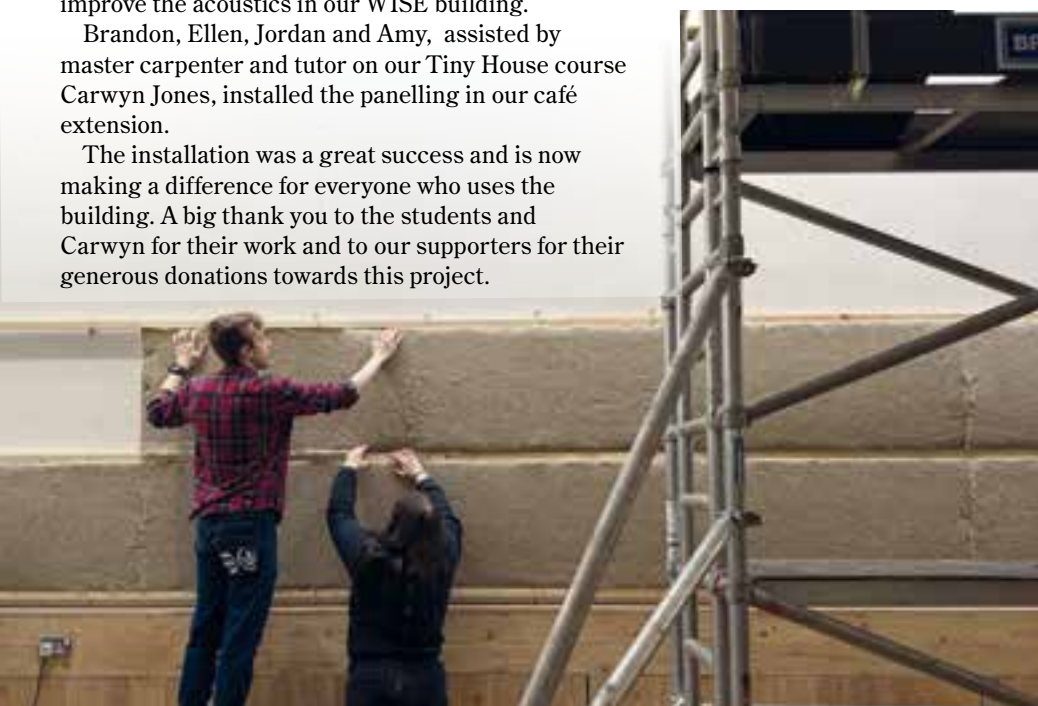 improve the acoustics in our WISE building.
Brandon, Ellen, Jordan and Amy, assisted by
master carpenter and tutor on our Tiny House course
Carwyn Jones, installed the panelling in our café
extension.
The installation was a great success and is now
making a difference for everyone who uses the
building. A big thank you to the students and
Carwyn for their work and to our supporters for their
generous donations towards this project.